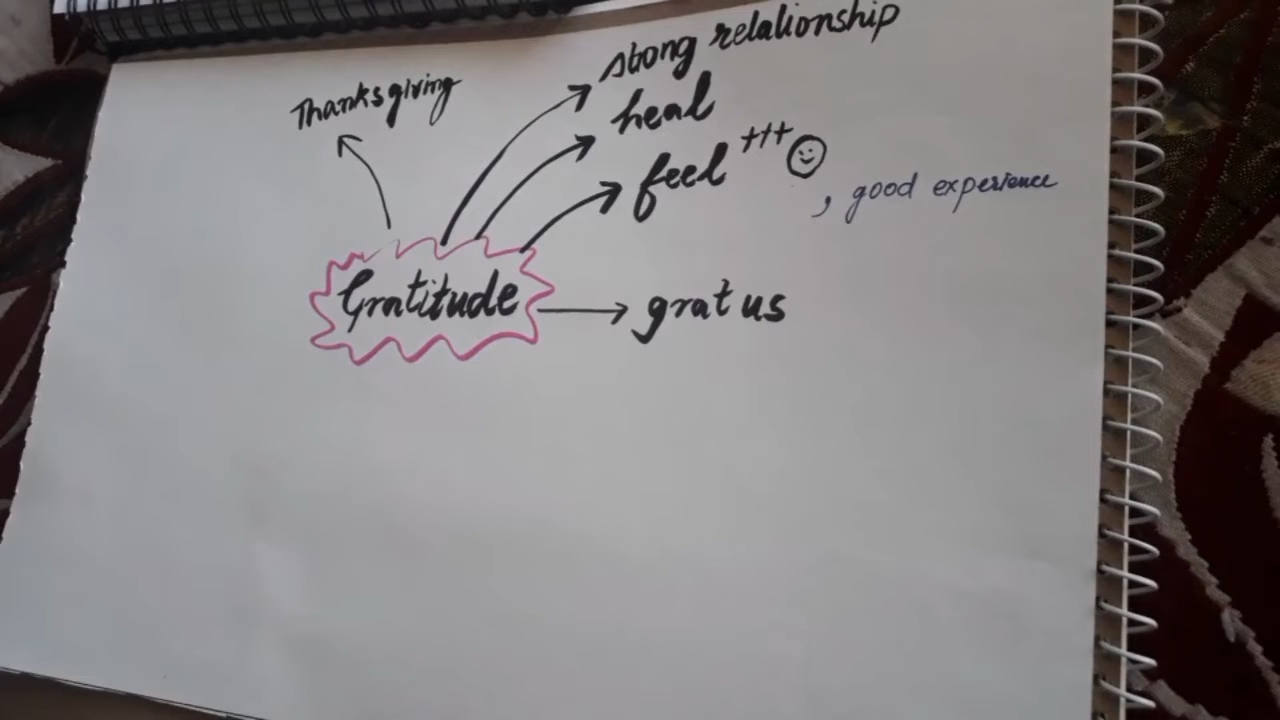 strong relationship
Thanksgiving
heal
feel +++
, good experience
Gratitude
gratus